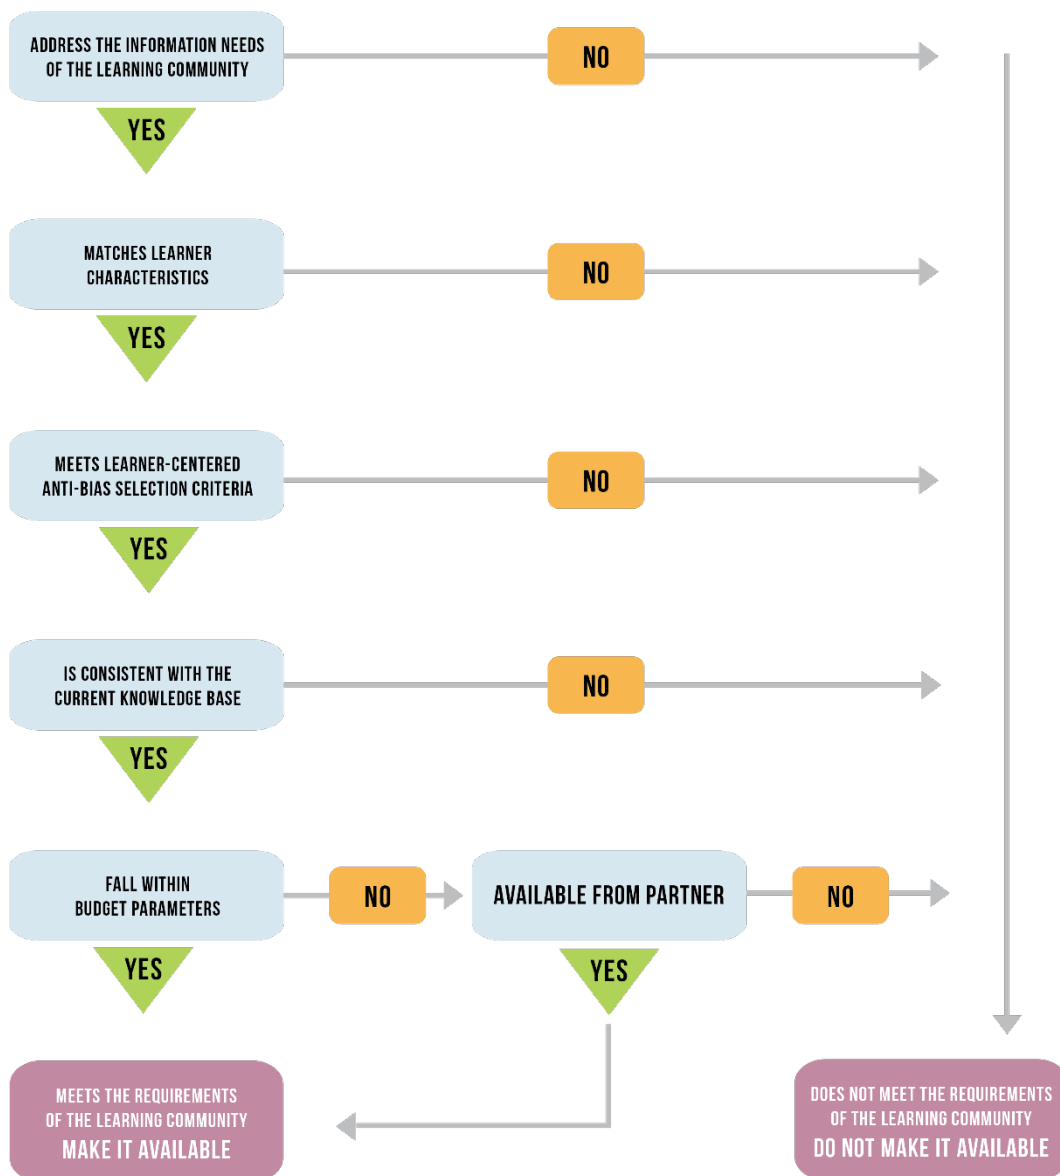 ADDRESS THE INFORMATION NEEDS
OF THE LEARNING COMMUNITY
NO
YES
MATCHES LEARNER
CHARACTERISTICS
NO
YES
MEETS LEARNER-CENTERED
ANTI-BIAS SELECTION CRITERIA
NO
YES
IS CONSISTENT WITH THE
CURRENT KNOWLEDGE BASE
NO
YES
FALL WITHIN
BUDGET PARAMETERS
NO
AVAILABLE FROM PARTNER
NO
YES
YES
MEETS THE REQUIREMENTS
OF THE LEARNING COMMUNITY
MAKE IT AVAILABLE
DOES NOT MEET THE REQUIREMENTS
OF THE LEARNING COMMUNITY
DO NOT MAKE IT AVAILABLE